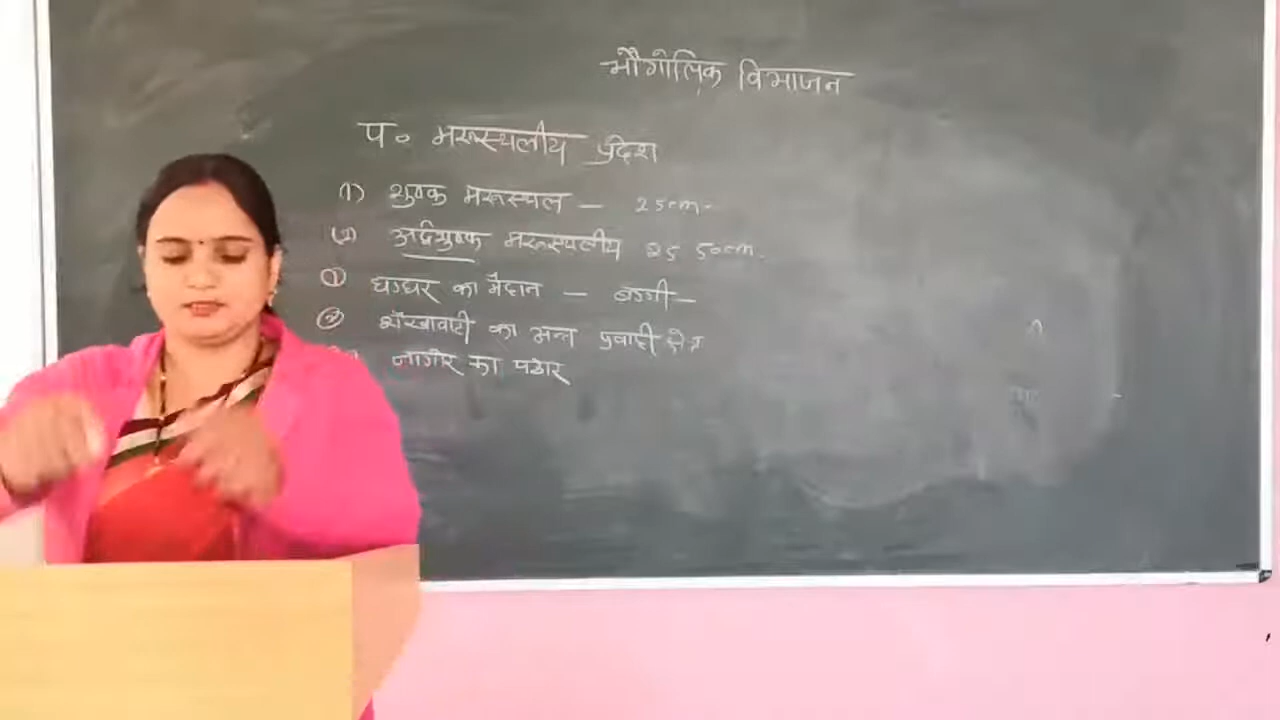 भौगोलिक विभाजन
प० मरूस्थलीय प्रदेश
(1) शुष्क मरूस्थल — 25cm.
(2) अर्द्धशुष्क मरूस्थलीय 25 50cm.
① घग्घर का मैदान — बग्गी —
② शेखावाटी का अन्त प्रवाही क्षेत्र
नागौर का पठार